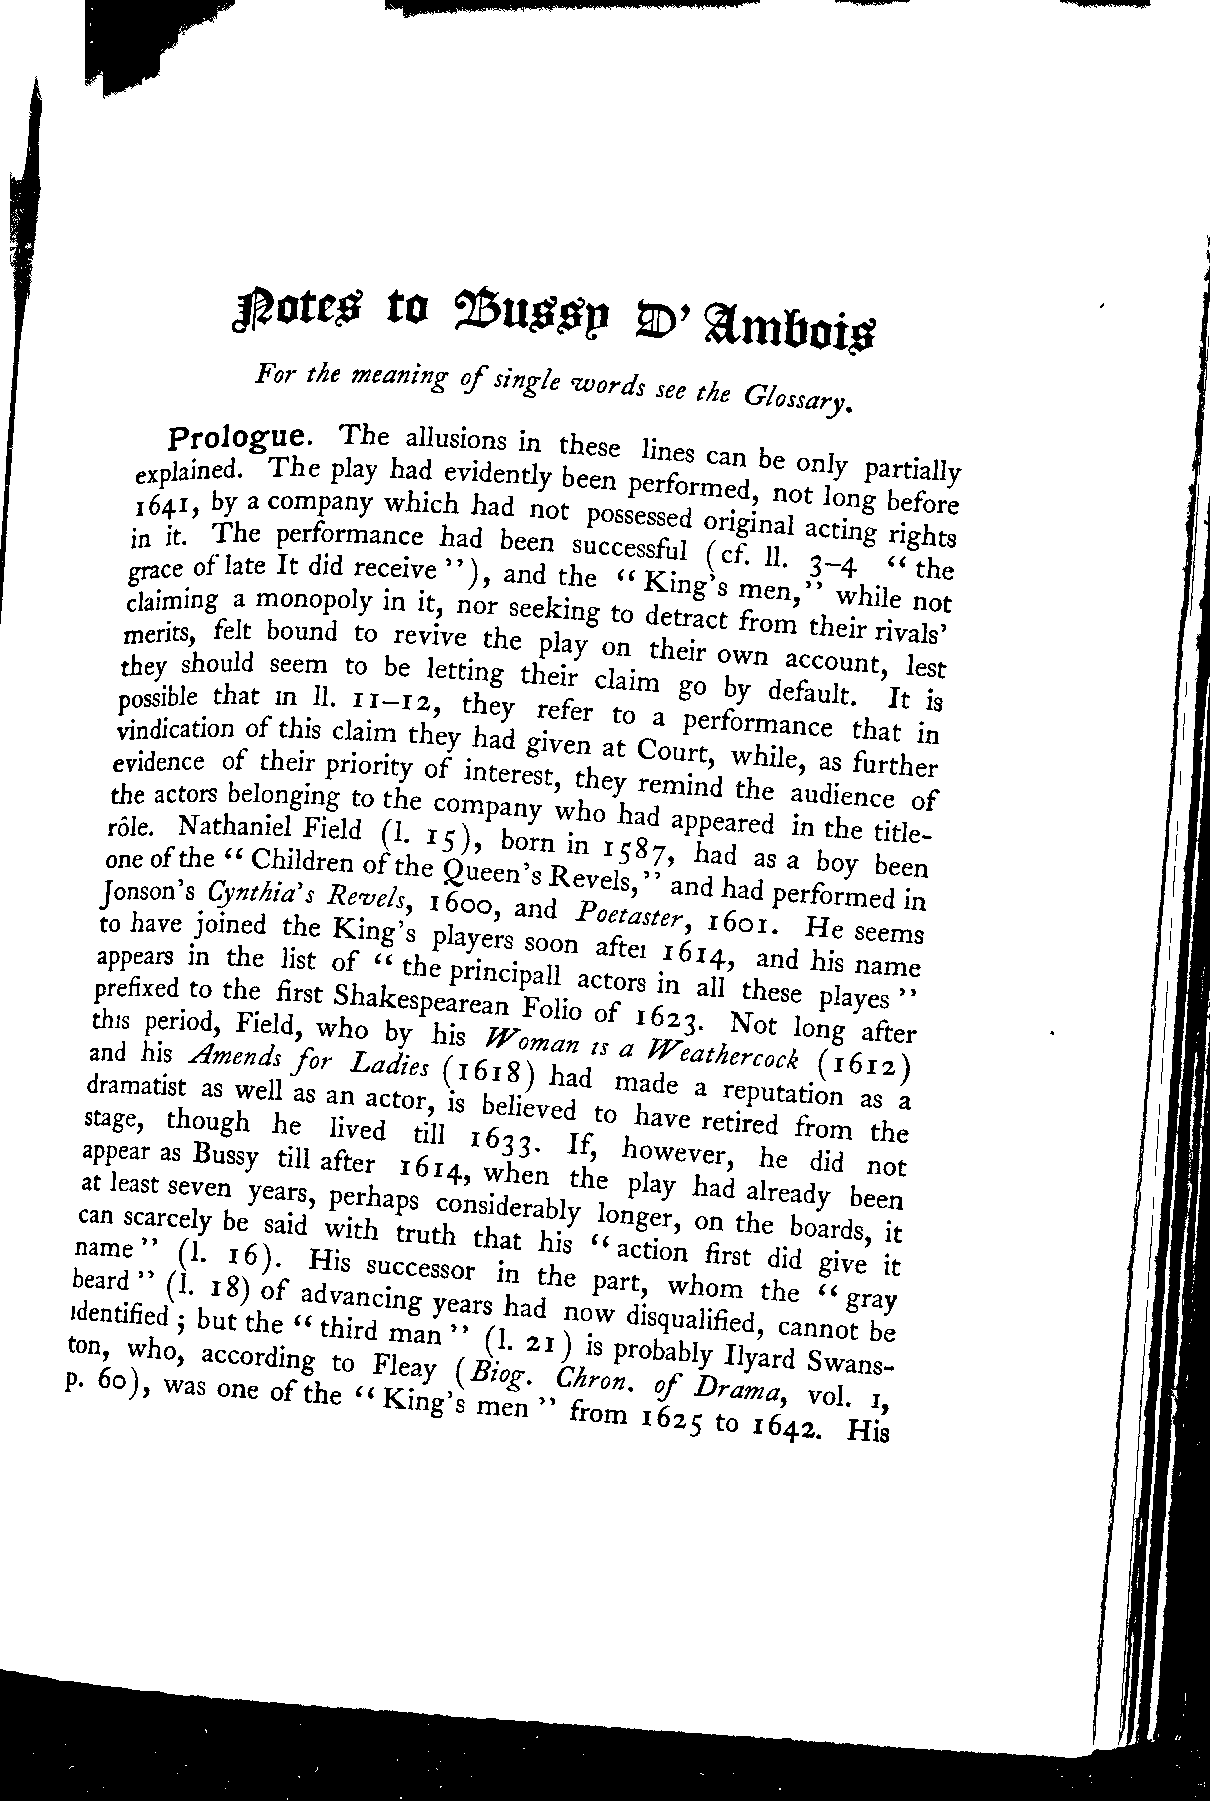 Notes to Bussy D'Ambois
For the meaning of single words see the Glossary.
Prologue. The allusions in these lines can be only partially
explained. The play had evidently been performed, not long before
1641, by a company which had not possessed original acting rights
in it. The performance had been successful (cf. ll. 3–4 “the
grace of late It did receive”), and the “King's men,” while not
claiming a monopoly in it, nor seeking to detract from their rivals'
merits, felt bound to revive the play on their own account, lest
they should seem to be letting their claim go by default. It is
possible that in ll. 11–12, they refer to a performance that in
vindication of this claim they had given at Court, while, as further
evidence of their priority of interest, they remind the audience of
the actors belonging to the company who had appeared in the title-
rôle. Nathaniel Field (l. 15), born in 1587, had as a boy been
one of the “Children of the Queen's Revels,” and had performed in
Jonson's Cynthia's Revels, 1600, and Poetaster, 1601. He seems
to have joined the King's players soon after 1614, and his name
appears in the list of “the principall actors in all these playes”
prefixed to the first Shakespearean Folio of 1623. Not long after
this period, Field, who by his Woman is a Weathercock (1612)
and his Amends for Ladies (1618) had made a reputation as a
dramatist as well as an actor, is believed to have retired from the
stage, though he lived till 1633. If, however, he did not
appear as Bussy till after 1614, when the play had already been
at least seven years, perhaps considerably longer, on the boards, it
can scarcely be said with truth that his “action first did give it
name” (l. 16). His successor in the part, whom the “gray
beard” (l. 18) of advancing years had now disqualified, cannot be
identified; but the “third man” (l. 21) is probably Ilyard Swans-
ton, who, according to Fleay (Biog. Chron. of Drama, vol. 1,
p. 60), was one of the “King's men” from 1625 to 1642. His